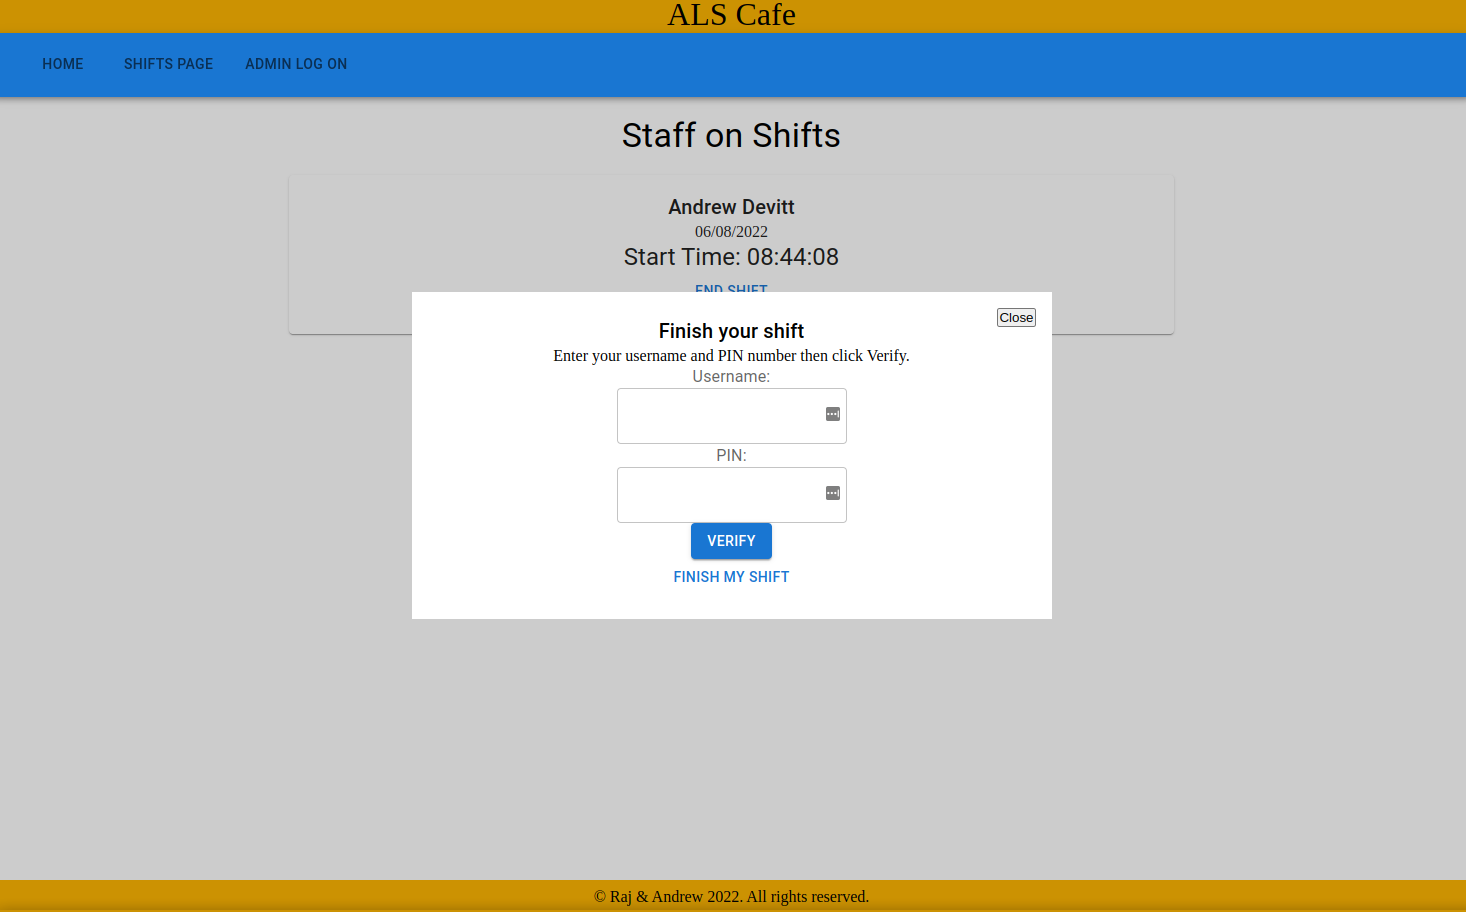 ALS Cafe
HOME SHIFTS PAGE ADMIN LOG ON
Staff on Shifts
Andrew Devitt
06/08/2022
Start Time: 08:44:08
END SHIFT
Close
Finish your shift
Enter your username and PIN number then click Verify.
Username:
PIN:
VERIFY
FINISH MY SHIFT
© Raj & Andrew 2022. All rights reserved.